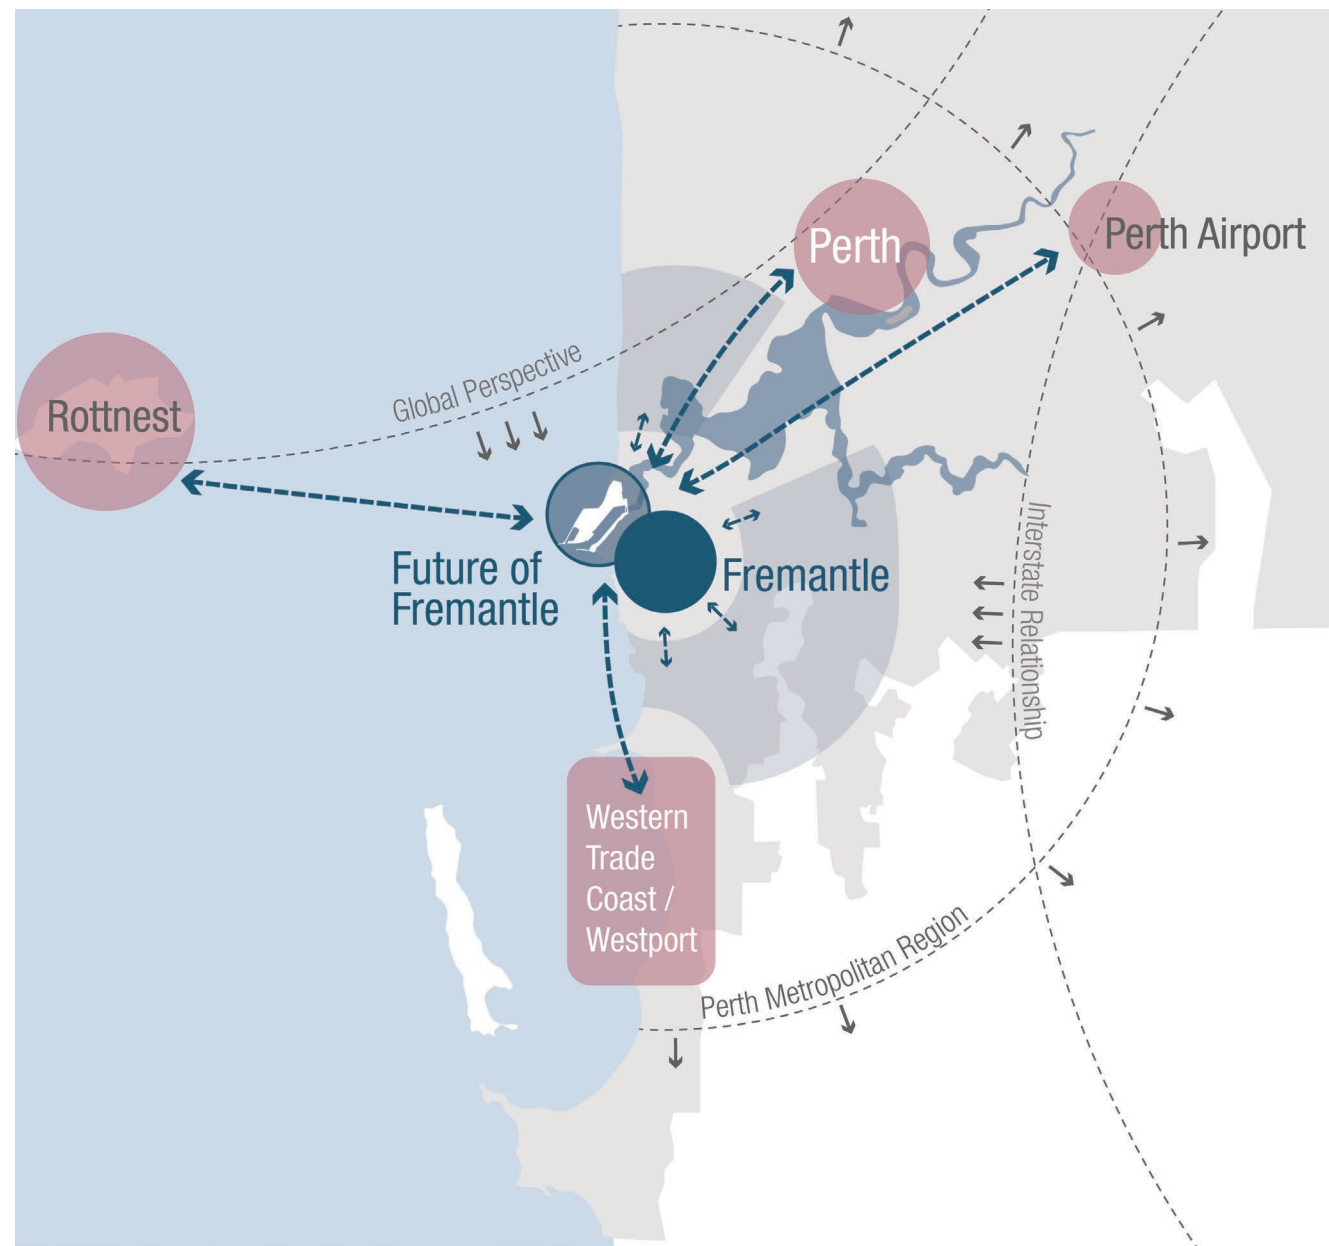 Perth
Perth Airport
Global Perspective
Rottnest
Future of
Fremantle
Fremantle
Interstate Relationship
Western
Trade
Coast /
Westport
Perth Metropolitan Region